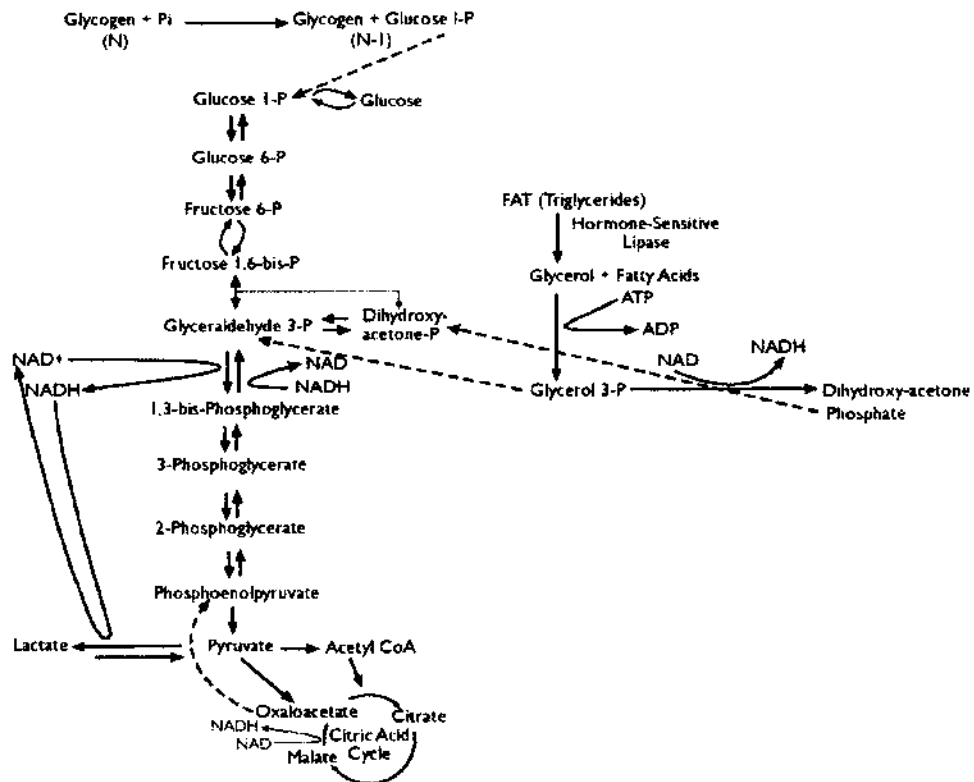 Glycogen + Pi
(N)
Glycogen + Glucose I-P
(N-1)
Glucose 1-P
Glucose
Glucose 6-P
Fructose 6-P
Fructose 1,6-bis-P
Glyceraldehyde 3-P
Dihydroxy-
acetone-P
FAT (Triglycerides)
Hormone-Sensitive
Lipase
Glycerol + Fatty Acids
ATP
ADP
NAD+
NADH
NAD
NADH
Glycerol 3-P
NAD
NADH
Dihydroxy-acetone
Phosphate
1,3-bis-Phosphoglycerate
3-Phosphoglycerate
2-Phosphoglycerate
Phosphoenolpyruvate
Lactate
Pyruvate
Acetyl CoA
Oxaloacetate
Citrate
NADH
NAD
Malate
Citric Acid
Cycle